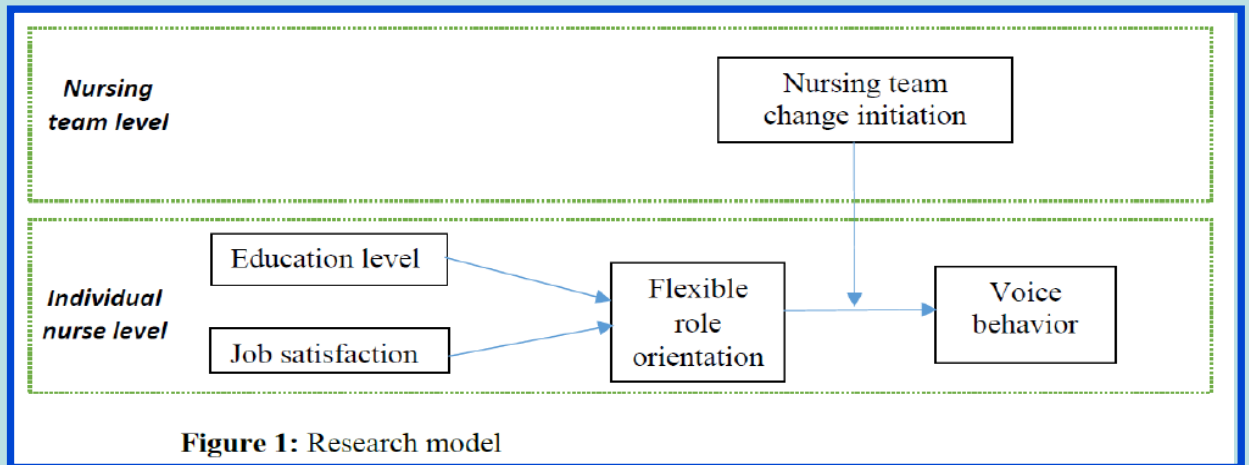 Nursing
team level
Nursing team
change initiation
Individual
nurse level
Education level
Job satisfaction
Flexible
role
orientation
Voice
behavior
Figure 1: Research model